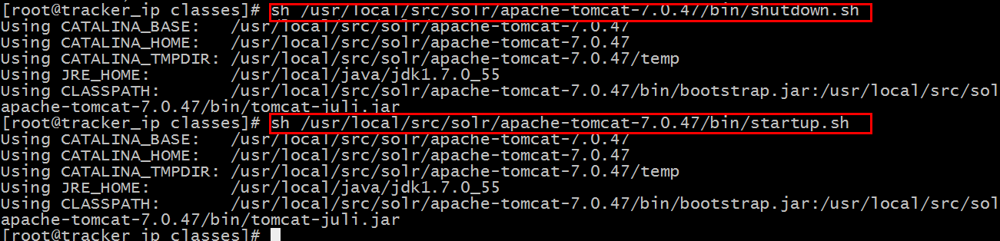 [root@tracker_ip classes]# sh /usr/local/src/solr/apache-tomcat-7.0.47/bin/shutdown.sh
Using CATALINA_BASE:   /usr/local/src/solr/apache-tomcat-7.0.47
Using CATALINA_HOME:   /usr/local/src/solr/apache-tomcat-7.0.47
Using CATALINA_TMPDIR: /usr/local/src/solr/apache-tomcat-7.0.47/temp
Using JRE_HOME:        /usr/local/java/jdk1.7.0_55
Using CLASSPATH:       /usr/local/src/solr/apache-tomcat-7.0.47/bin/bootstrap.jar:/usr/local/src/sol
apache-tomcat-7.0.47/bin/tomcat-juli.jar
[root@tracker_ip classes]# sh /usr/local/src/solr/apache-tomcat-7.0.47/bin/startup.sh
Using CATALINA_BASE:   /usr/local/src/solr/apache-tomcat-7.0.47
Using CATALINA_HOME:   /usr/local/src/solr/apache-tomcat-7.0.47
Using CATALINA_TMPDIR: /usr/local/src/solr/apache-tomcat-7.0.47/temp
Using JRE_HOME:        /usr/local/java/jdk1.7.0_55
Using CLASSPATH:       /usr/local/src/solr/apache-tomcat-7.0.47/bin/bootstrap.jar:/usr/local/src/sol
apache-tomcat-7.0.47/bin/tomcat-juli.jar
[root@tracker_ip classes]#